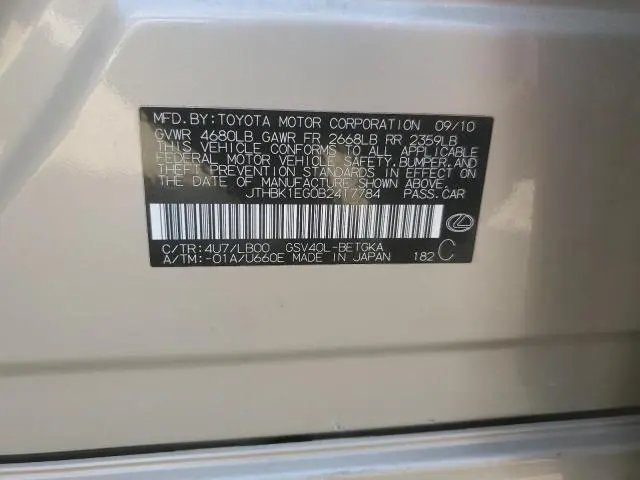 MFD.BY:TOYOTA MOTOR CORPORATION 09/10
GVWR 4680LB GAWR FR 2668LB RR 2359LB
THIS VEHICLE CONFORMS TO ALL APPLICABLE
FEDERAL MOTOR VEHICLE SAFETY, BUMPER, AND
THEFT PREVENTION STANDARDS IN EFFECT ON
THE DATE OF MANUFACTURE SHOWN ABOVE.
JTHBK1EG0B2417784 PASS.CAR
C/TR:4U7/LB00 GSV40L-BETGKA
A/TM:-01A/U660E MADE IN JAPAN 182 C